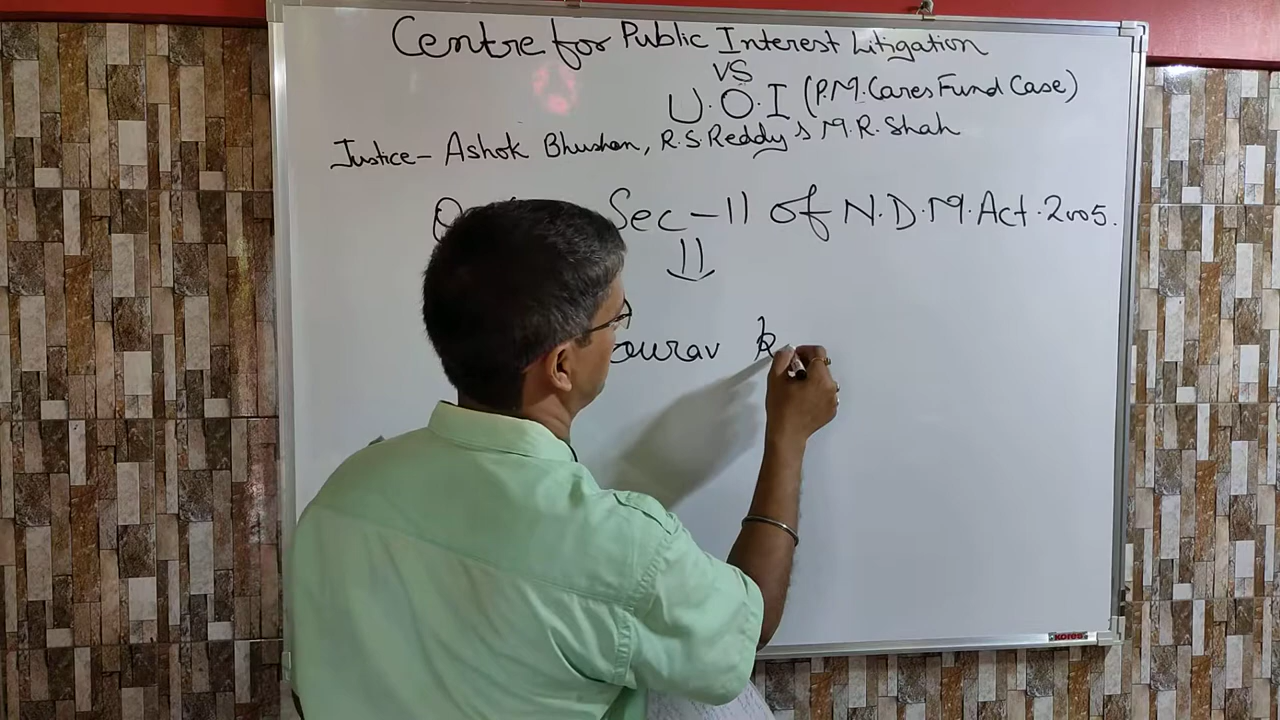 Centre for Public Interest Litigation
VS
U.O.I (P.M.Cares Fund Case)
Justice- Ashok Bhushan, R.S.Reddy & M.R.Shah
Sec-11 of N.D.M.Act.2005.
ourav
kores